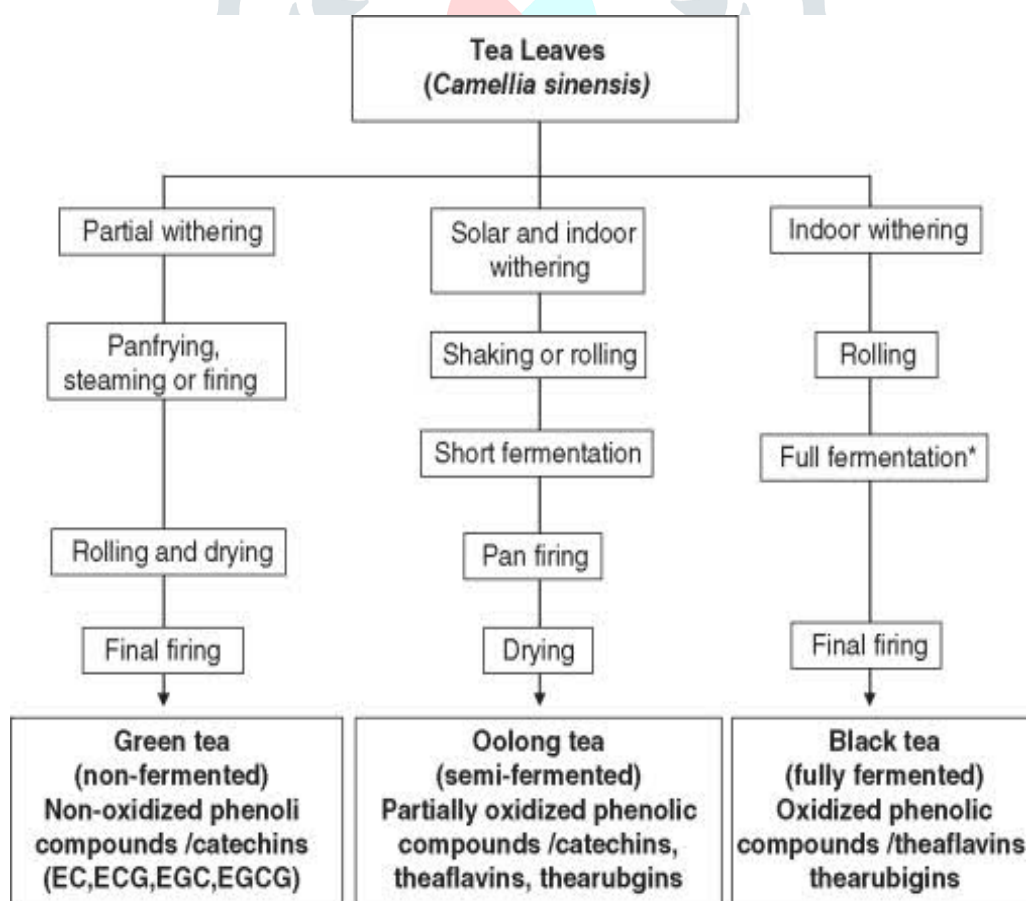 Tea Leaves
(Camellia sinensis)
Partial withering
Panfrying,
steaming or firing
Rolling and drying
Final firing
Green tea
(non-fermented)
Non-oxidized phenoli
compounds /catechins
(EC,ECG,EGC,EGCG)
Solar and indoor
withering
Shaking or rolling
Short fermentation
Pan firing
Drying
Oolong tea
(semi-fermented)
Partially oxidized phenolic
compounds /catechins,
theaflavins, thearubgins
Indoor withering
Rolling
Full fermentation*
Final firing
Black tea
(fully fermented)
Oxidized phenolic
compounds /theaflavins
thearubigins